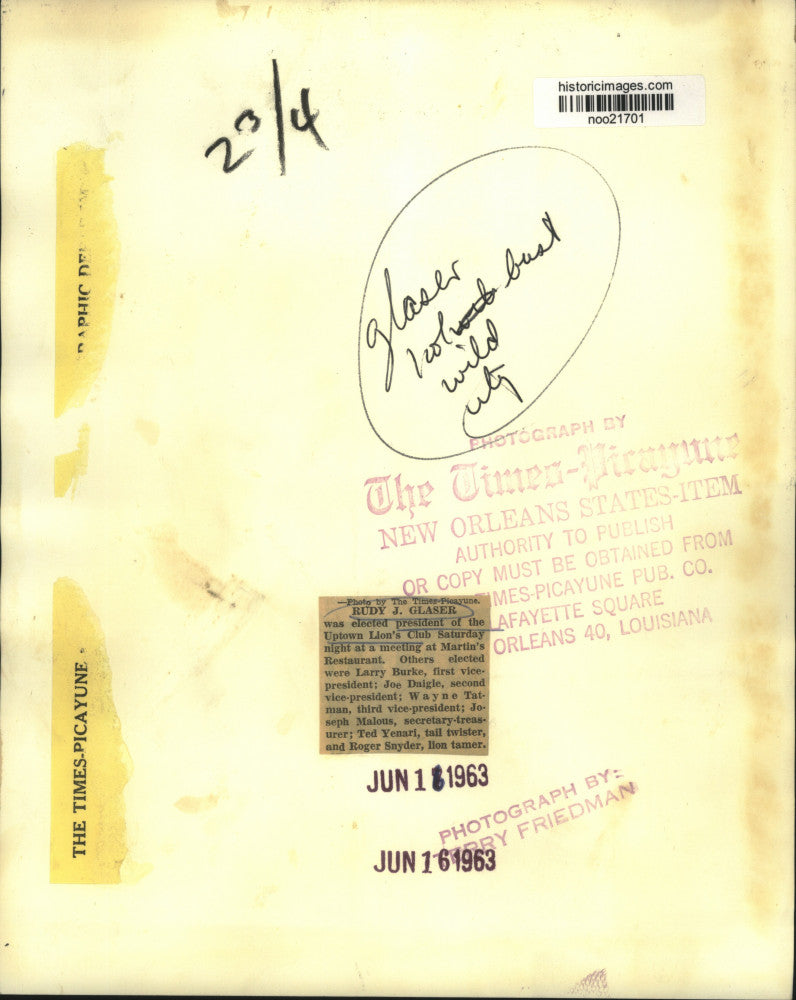 historicimages.com
noo21701
23/4
glaser
bust
wild
PHOTOGRAPH BY
The Times-Picayune
NEW ORLEANS STATES-ITEM
AUTHORITY TO PUBLISH
OR COPY MUST BE OBTAINED FROM
MES-PICAYUNE PUB. CO.
AFAYETTE SQUARE
ORLEANS 40, LOUISIANA
—Photo by The Times-Picayune.
RUDY J. GLASER
was elected president of the
Uptown Lion's Club Saturday
night at a meeting at Martin's
Restaurant. Others elected
were Larry Burke, first vice-
president; Joe Daigle, second
vice-president; Wayne Tat-
man, third vice-president; Jo-
seph Malous, secretary-treas-
urer; Ted Yenari, tail twister,
and Roger Snyder, lion tamer.
JUN 1 1963
PHOTOGRAPH BY:
TERRY FRIEDMAN
JUN 16 1963
THE TIMES-PICAYUNE